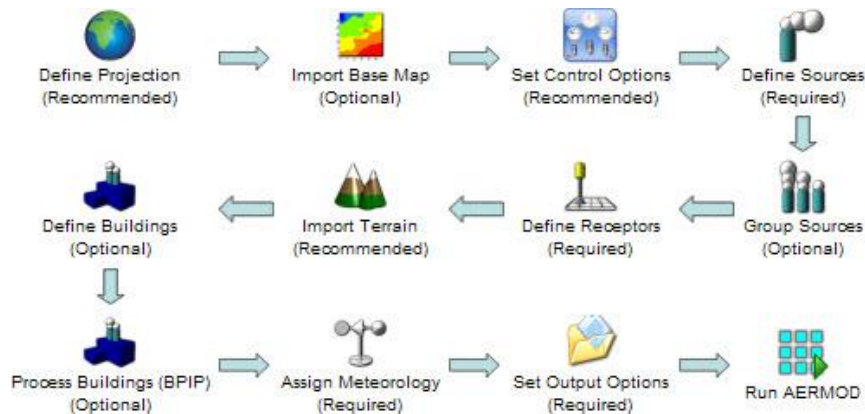 Define Projection
(Recommended)
Import Base Map
(Optional)
Set Control Options
(Recommended)
Define Sources
(Required)
Group Sources
(Optional)
Define Receptors
(Required)
Import Terrain
(Recommended)
Define Buildings
(Optional)
Process Buildings (BPIP)
(Optional)
Assign Meteorology
(Required)
Set Output Options
(Required)
Run AERMOD